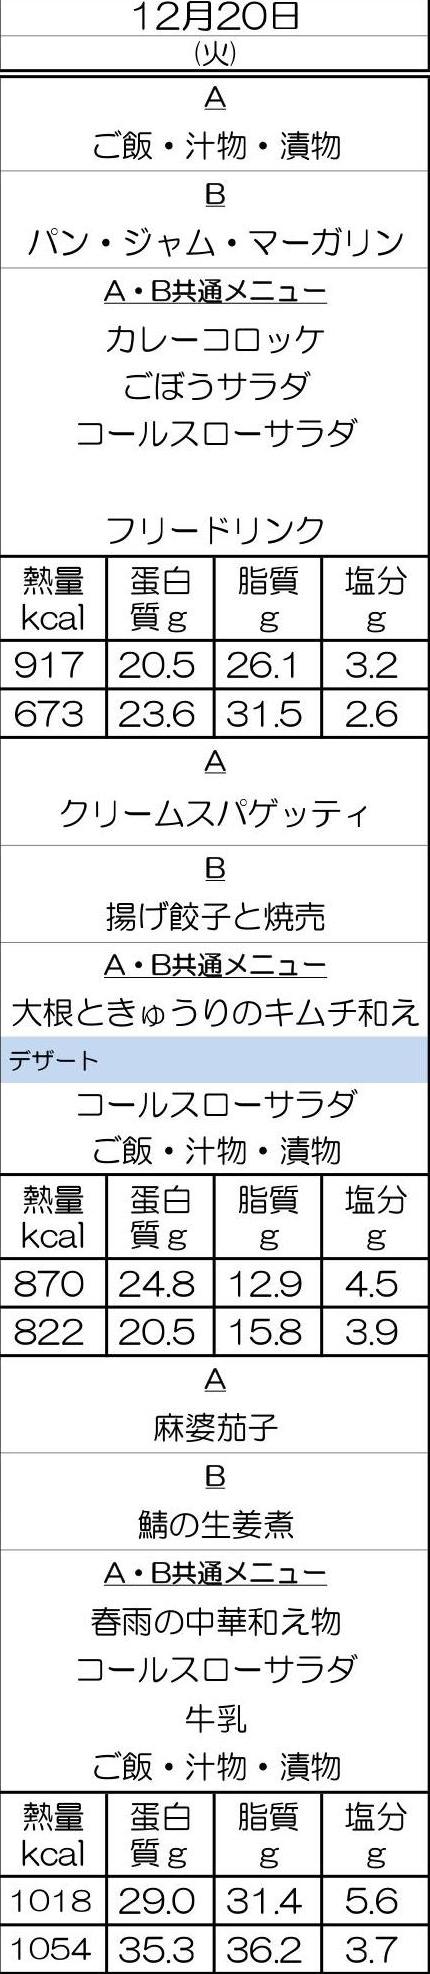 12月20日
(火)
A
ご飯・汁物・漬物
B
パン・ジャム・マーガリン
A・B共通メニュー
カレーコロッケ
ごぼうサラダ
コールスローサラダ
フリードリンク
熱量 蛋白 脂質 塩分
kcal 質g g g
917 20.5 26.1 3.2
673 23.6 31.5 2.6
A
クリームスパゲッティ
B
揚げ餃子と焼売
A・B共通メニュー
大根ときゅうりのキムチ和え
デザート
コールスローサラダ
ご飯・汁物・漬物
熱量 蛋白 脂質 塩分
kcal 質g g g
870 24.8 12.9 4.5
822 20.5 15.8 3.9
A
麻婆茄子
B
鯖の生姜煮
A・B共通メニュー
春雨の中華和え物
コールスローサラダ
牛乳
ご飯・汁物・漬物
熱量 蛋白 脂質 塩分
kcal 質g g g
1018 29.0 31.4 5.6
1054 35.3 36.2 3.7